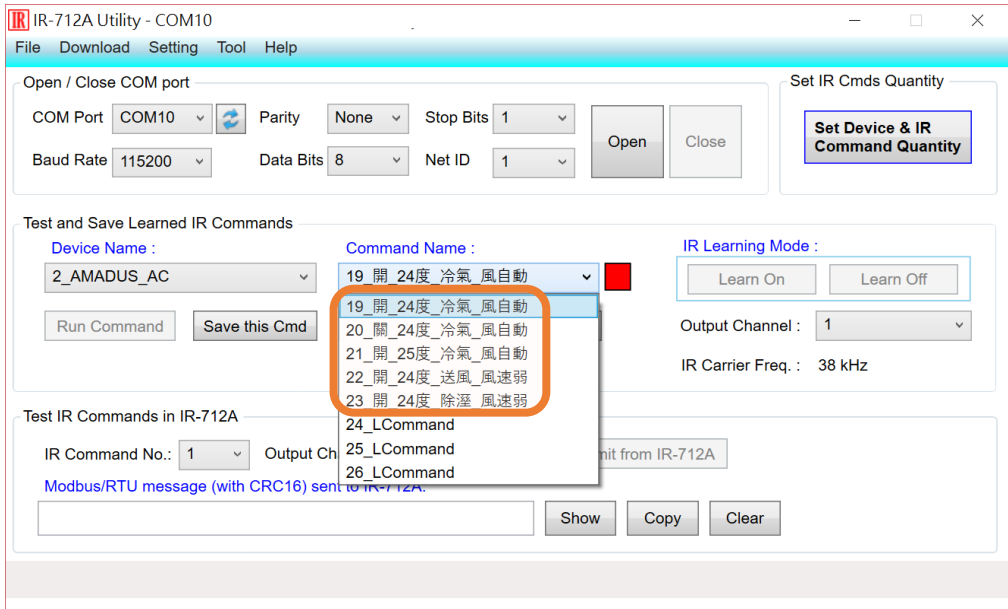 IR IR-712A Utility - COM10
File Download Setting Tool Help
Open / Close COM port
COM Port COM10 Parity None Stop Bits 1
Baud Rate 115200 Data Bits 8 Net ID 1
Open Close
Set IR Cmds Quantity
Set Device & IR
Command Quantity
Test and Save Learned IR Commands
Device Name : Command Name : IR Learning Mode :
2_AMADUS_AC 19_開_24度_冷氣_風自動 Learn On Learn Off
Run Command Save this Cmd
19_開_24度_冷氣_風自動
20_關_24度_冷氣_風自動
21_開_25度_冷氣_風自動
22_開_24度_送風_風速弱
23_開_24度_除溼_風速弱
24_LCommand
25_LCommand
26_LCommand
Output Channel : 1
IR Carrier Freq. : 38 kHz
Test IR Commands in IR-712A
IR Command No.: 1 Output Ch
from IR-712A
Modbus/RTU message (with CRC16) sent to IR-712A:
Show Copy Clear